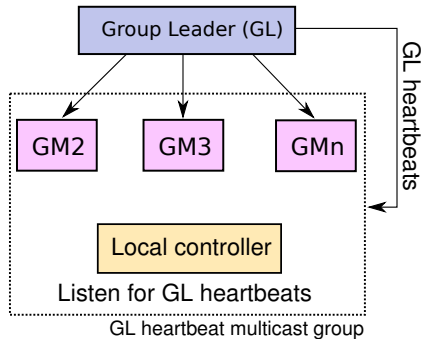 Group Leader (GL)
GL heartbeats
GM2
GM3
GMn
Local controller
Listen for GL heartbeats
GL heartbeat multicast group